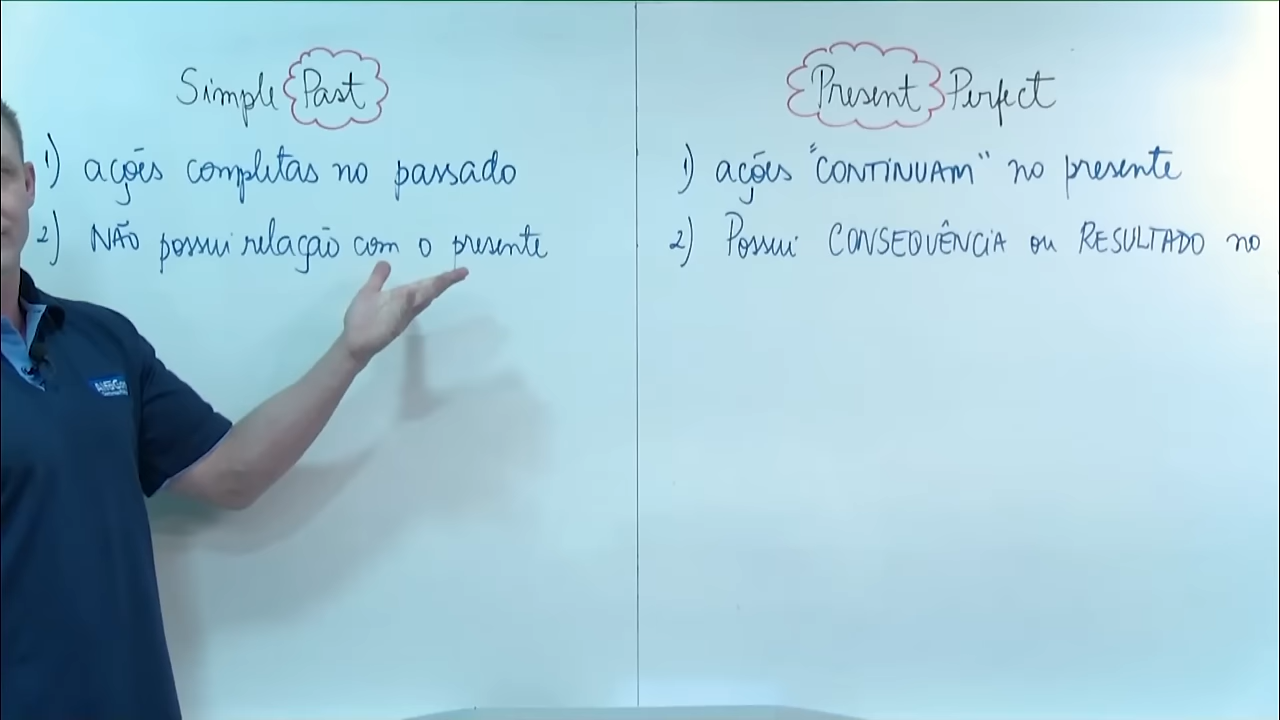 Simple Past
1) ações completas no passado
2) NÃO possui relação com o presente
Present Perfect
1) ações "CONTINUAM" no presente
2) Possui CONSEQUÊNCIA ou RESULTADO no